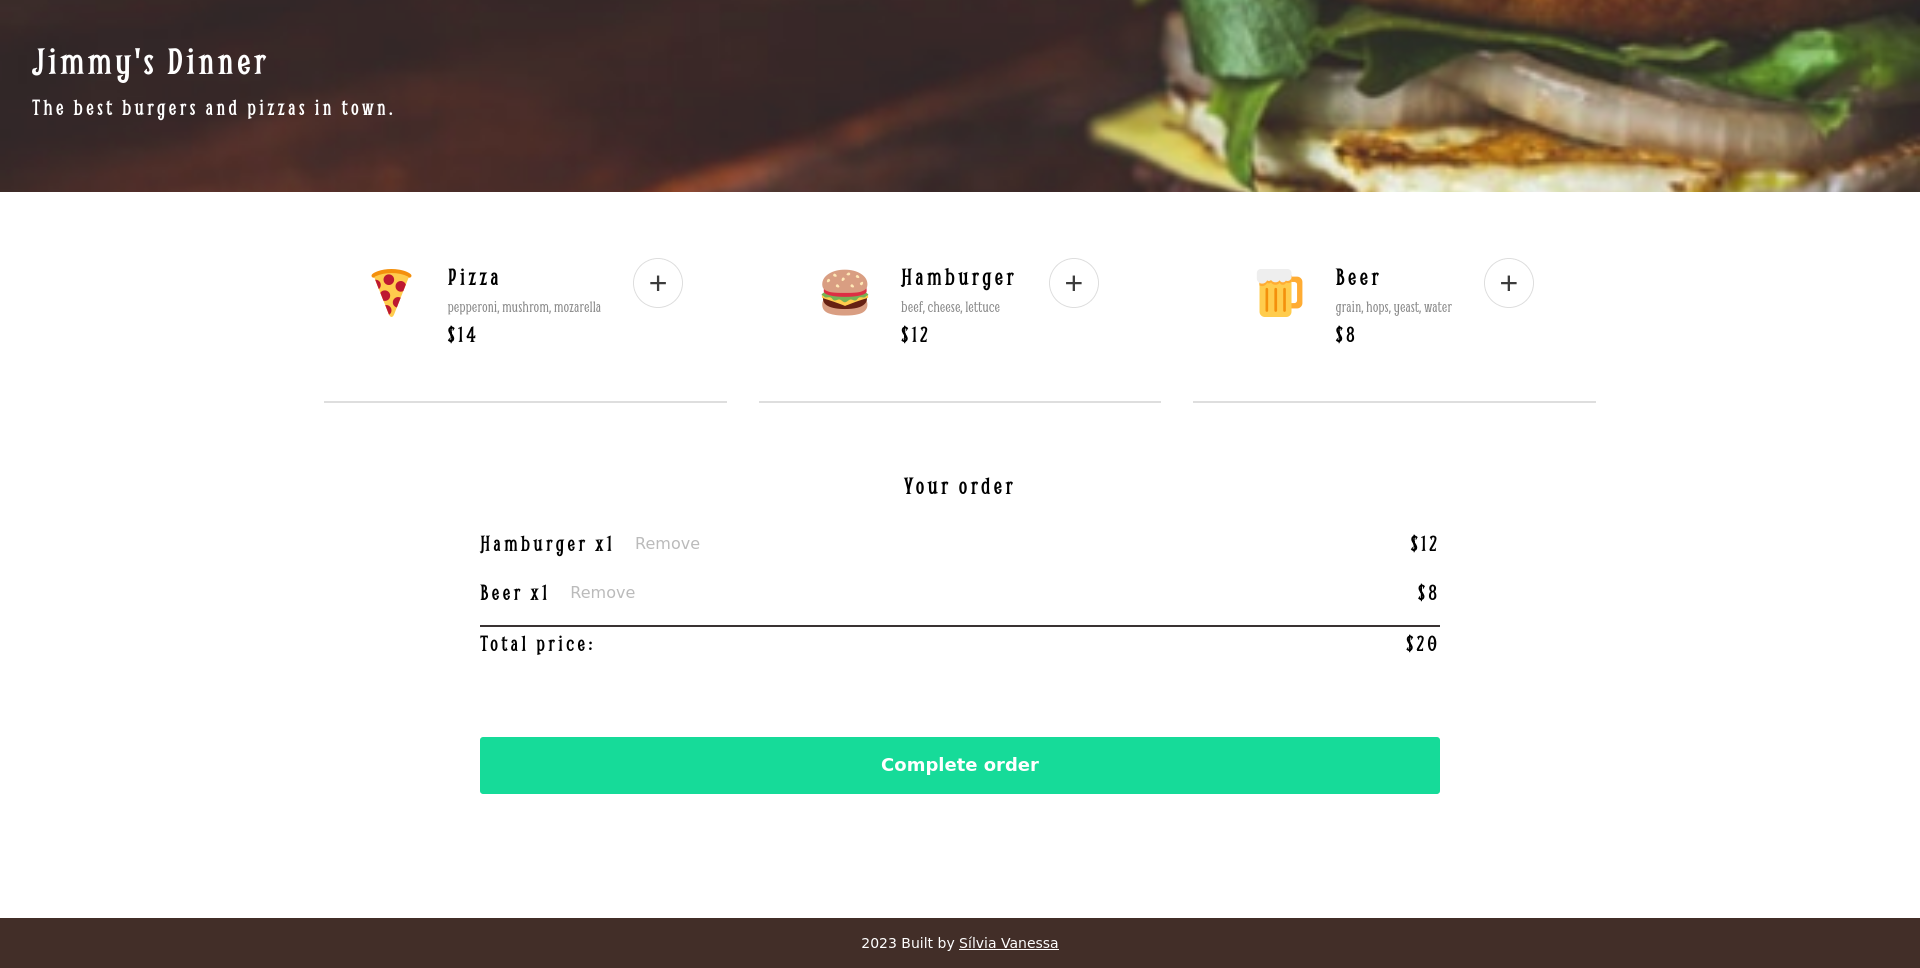 Jimmy's Dinner
The best burgers and pizzas in town.
Pizza
pepperoni, mushrom, mozarella
$14
+
Hamburger
beef, cheese, lettuce
$12
+
Beer
grain, hops, yeast, water
$8
+
Your order
Hamburger x1 Remove $12
Beer x1 Remove $8
Total price: $20
Complete order
2023 Built by Sílvia Vanessa